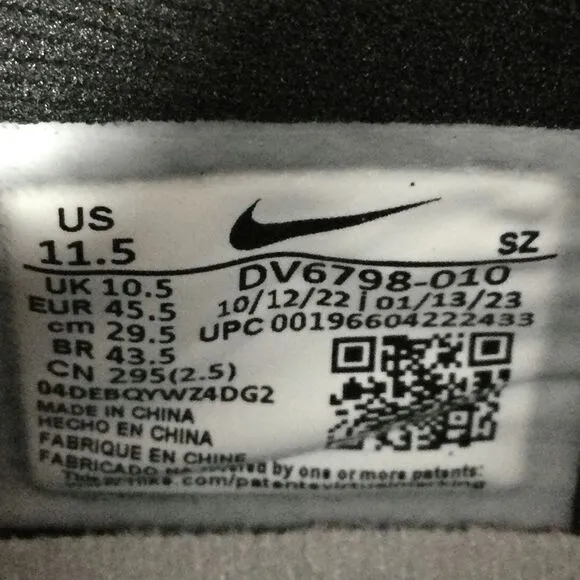 US
11.5
SZ
UK 10.5
EUR 45.5
cm 29.5
BR 43.5
CN 295(2.5)
DV6798-010
10/12/22 | 01/13/23
UPC 00196604222433
04DEBQYWZ4DG2
MADE IN CHINA
HECHO EN CHINA
FABRIQUE EN CHINE
FABRICADO
by one or more patents: